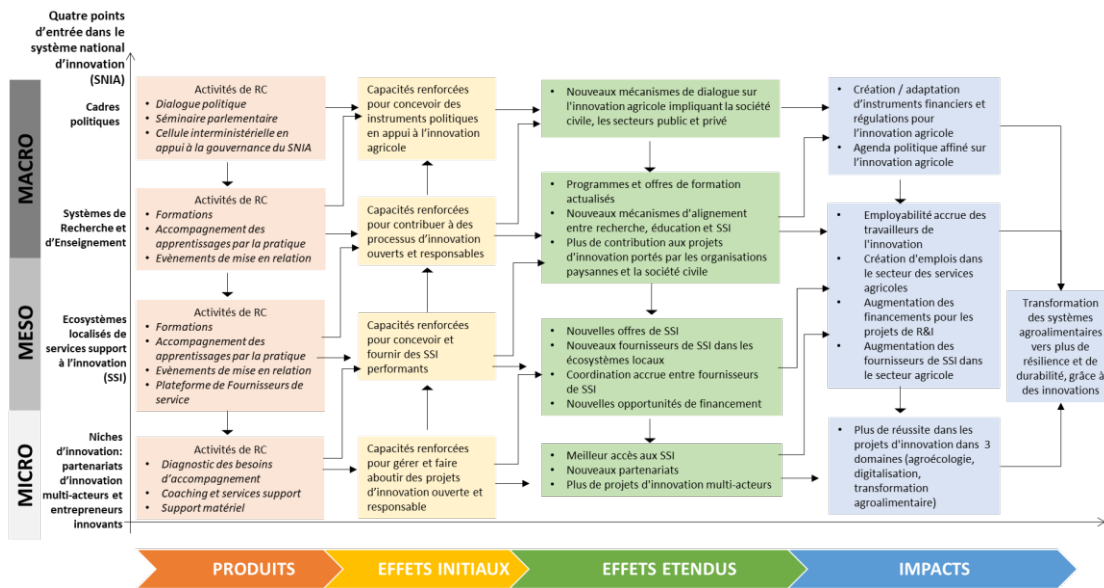 Quatre points
d'entrée dans le
système national
d'innovation
(SNIA)
MACRO
MESO
MICRO
Cadres
politiques
Activités de RC
• Dialogue politique
• Séminaire parlementaire
• Cellule interministérielle en
appui à la gouvernance du SNIA
Capacités renforcées
pour concevoir des
instruments politiques
en appui à l'innovation
agricole
• Nouveaux mécanismes de dialogue sur
l'innovation agricole impliquant la société
civile, les secteurs public et privé
• Création / adaptation
d'instruments financiers et
régulations pour
l'innovation agricole
• Agenda politique affiné sur
l'innovation agricole
Systèmes de
Recherche et
d'Enseignement
Activités de RC
• Formations
• Accompagnement des
apprentissages par la pratique
• Evènements de mise en relation
Capacités renforcées
pour contribuer à des
processus d'innovation
ouverts et responsables
• Programmes et offres de formation
actualisés
• Nouveaux mécanismes d'alignement
entre recherche, éducation et SSI
• Plus de contribution aux projets
d'innovation portés par les organisations
paysannes et la société civile
• Employabilité accrue des
travailleurs de
l'innovation
• Création d'emplois dans
le secteur des services
agricoles
• Augmentation des
financements pour les
projets de R&I
• Augmentation des
fournisseurs de SSI dans
le secteur agricole
Ecosystèmes
localisés de
services support
à l'innovation
(SSI)
Activités de RC
• Formations
• Accompagnement des
apprentissages par la pratique
• Evènements de mise en relation
• Plateforme de Fournisseurs de
service
Capacités renforcées
pour concevoir et
fournir des SSI
performants
• Nouvelles offres de SSI
• Nouveaux fournisseurs de SSI dans les
écosystèmes locaux
• Coordination accrue entre fournisseurs
de SSI
• Nouvelles opportunités de financement
Transformation
des systèmes
agroalimentaires
vers plus de
résilience et de
durabilité, grâce à
des innovations
Niches
d'innovation:
partenariats
d'innovation
multi-acteurs et
entrepreneurs
innovants
Activités de RC
• Diagnostic des besoins
d'accompagnement
• Coaching et services support
• Support matériel
Capacités renforcées
pour gérer et faire
aboutir des projets
d'innovation ouverte et
responsable
• Meilleur accès aux SSI
• Nouveaux partenariats
• Plus de projets d'innovation multi-acteurs
• Plus de réussite dans les
projets d'innovation dans 3
domaines (agroécologie,
digitalisation,
transformation
agroalimentaire)
PRODUITS
EFFETS INITIAUX
EFFETS ETENDUS
IMPACTS